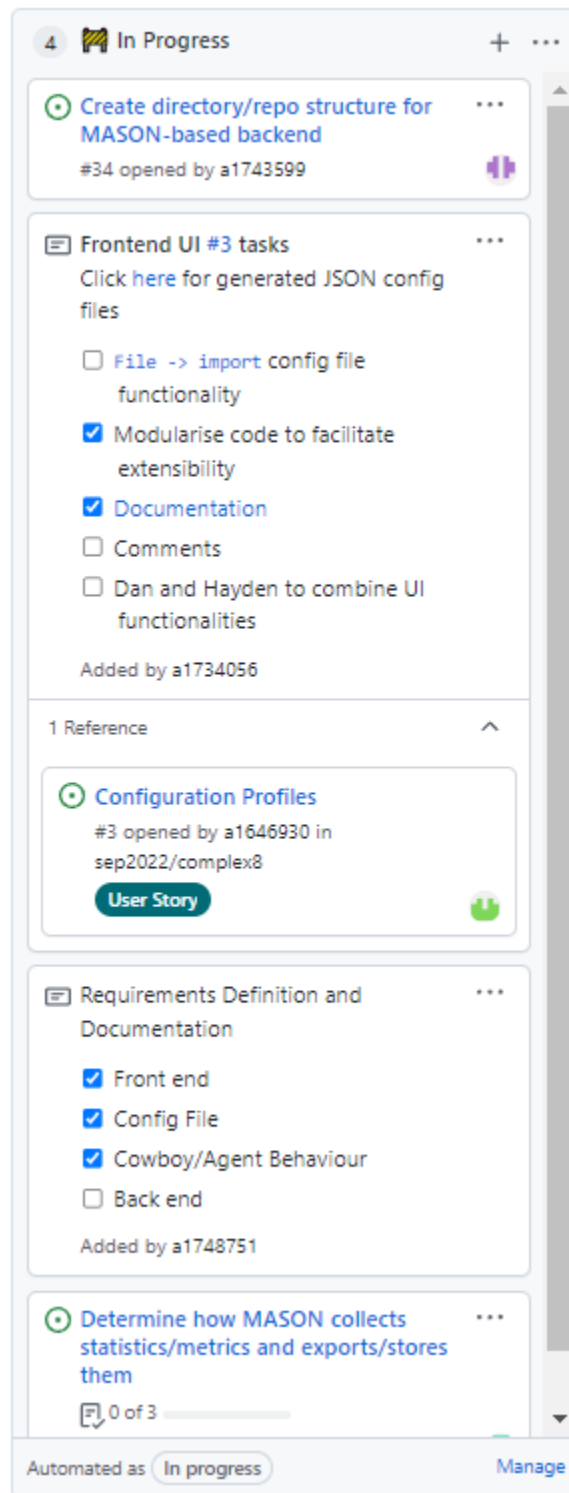 4 🚧 In Progress
Create directory/repo structure for
MASON-based backend
#34 opened by a1743599
Frontend UI #3 tasks
Click here for generated JSON config
files
File -> import config file
functionality
Modularise code to facilitate
extensibility
Documentation
Comments
Dan and Hayden to combine UI
functionalities
Added by a1734056
1 Reference
Configuration Profiles
#3 opened by a1646930 in
sep2022/complex8
User Story
Requirements Definition and
Documentation
Front end
Config File
Cowboy/Agent Behaviour
Back end
Added by a1748751
Determine how MASON collects
statistics/metrics and exports/stores
them
0 of 3
Automated as In progress Manage